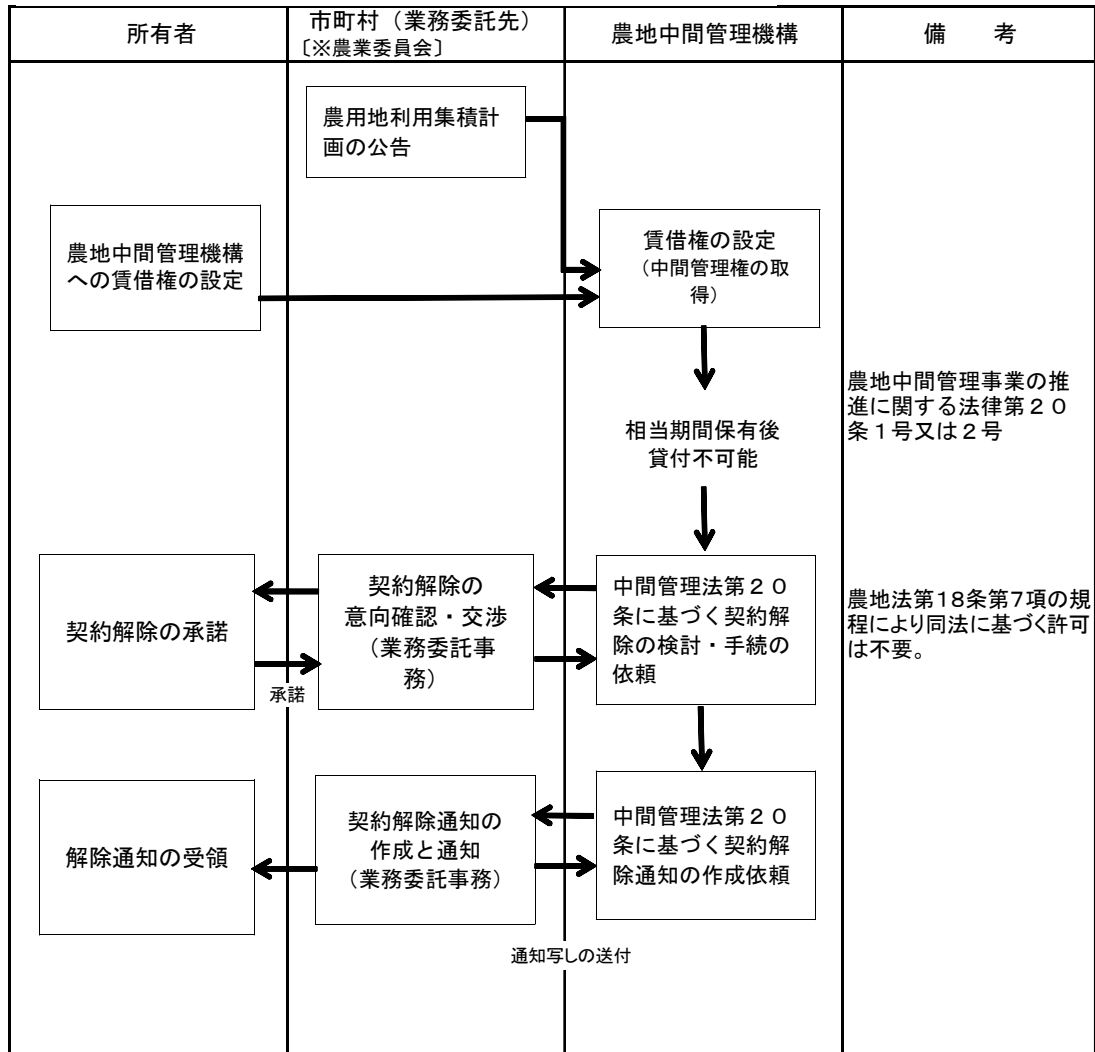 所有者
市町村（業務委託先）
〔※農業委員会〕
農地中間管理機構
備　考
農用地利用集積計
画の公告
農地中間管理機構
への賃借権の設定
賃借権の設定
（中間管理権の取
得）
相当期間保有後
貸付不可能
農地中間管理事業の推
進に関する法律第２０
条１号又は２号
契約解除の承諾
承諾
契約解除の
意向確認・交渉
（業務委託事
務）
中間管理法第２０
条に基づく契約解
除の検討・手続の
依頼
農地法第18条第7項の規
程により同法に基づく許可
は不要。
解除通知の受領
契約解除通知の
作成と通知
（業務委託事務）
中間管理法第２０
条に基づく契約解
除通知の作成依頼
通知写しの送付